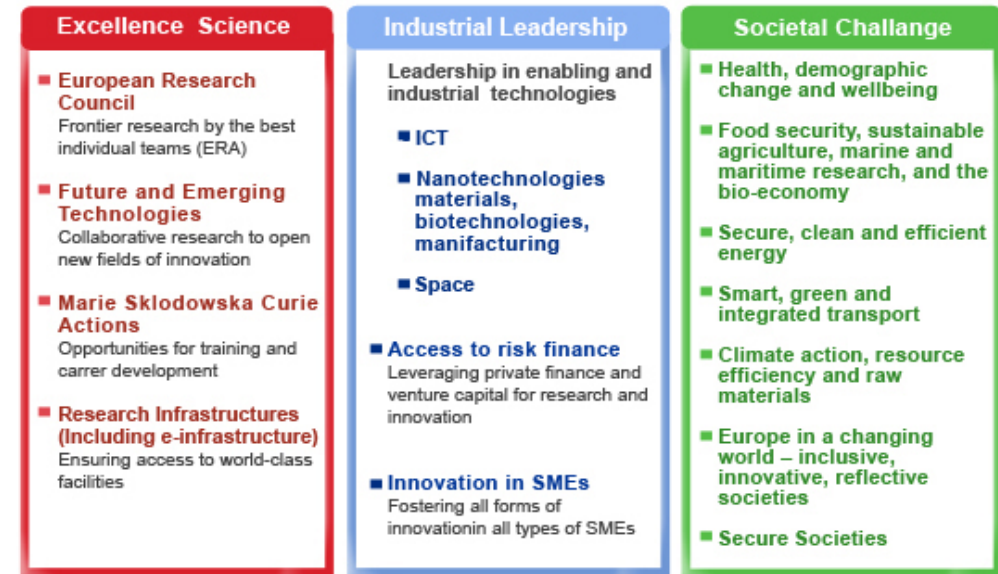 Excellence Science
European Research
Council
Frontier research by the best
individual teams (ERA)
Future and Emerging
Technologies
Collaborative research to open
new fields of innovation
Marie Sklodowska Curie
Actions
Opportunities for training and
carrer development
Research Infrastructures
(Including e-infrastructure)
Ensuring access to world-class
facilities
Industrial Leadership
Leadership in enabling and
industrial technologies
ICT
Nanotechnologies
materials,
biotechnologies,
manifacturing
Space
Access to risk finance
Leveraging private finance and
venture capital for research and
innovation
Innovation in SMEs
Fostering all forms of
innovationin all types of SMEs
Societal Challange
Health, demographic
change and wellbeing
Food security, sustainable
agriculture, marine and
maritime research, and the
bio-economy
Secure, clean and efficient
energy
Smart, green and
integrated transport
Climate action, resource
efficiency and raw
materials
Europe in a changing
world – inclusive,
innovative, reflective
societies
Secure Societies